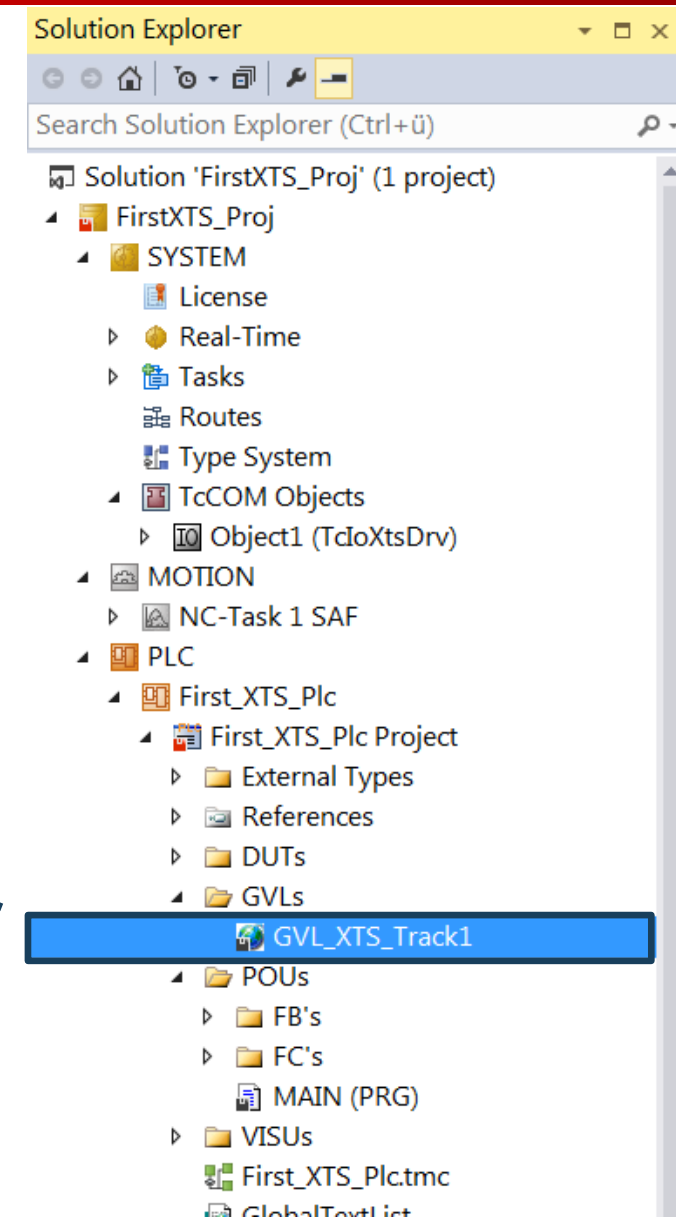 Solution Explorer
Search Solution Explorer (Ctrl+ü)
Solution 'FirstXTS_Proj' (1 project)
FirstXTS_Proj
SYSTEM
License
Real-Time
Tasks
Routes
Type System
TcCOM Objects
Object1 (TcIoXtsDrv)
MOTION
NC-Task 1 SAF
PLC
First_XTS_Plc
First_XTS_Plc Project
External Types
References
DUTs
GVLs
GVL_XTS_Track1
POUs
FB's
FC's
MAIN (PRG)
VISUs
First_XTS_Plc.tmc
GlobalTextList